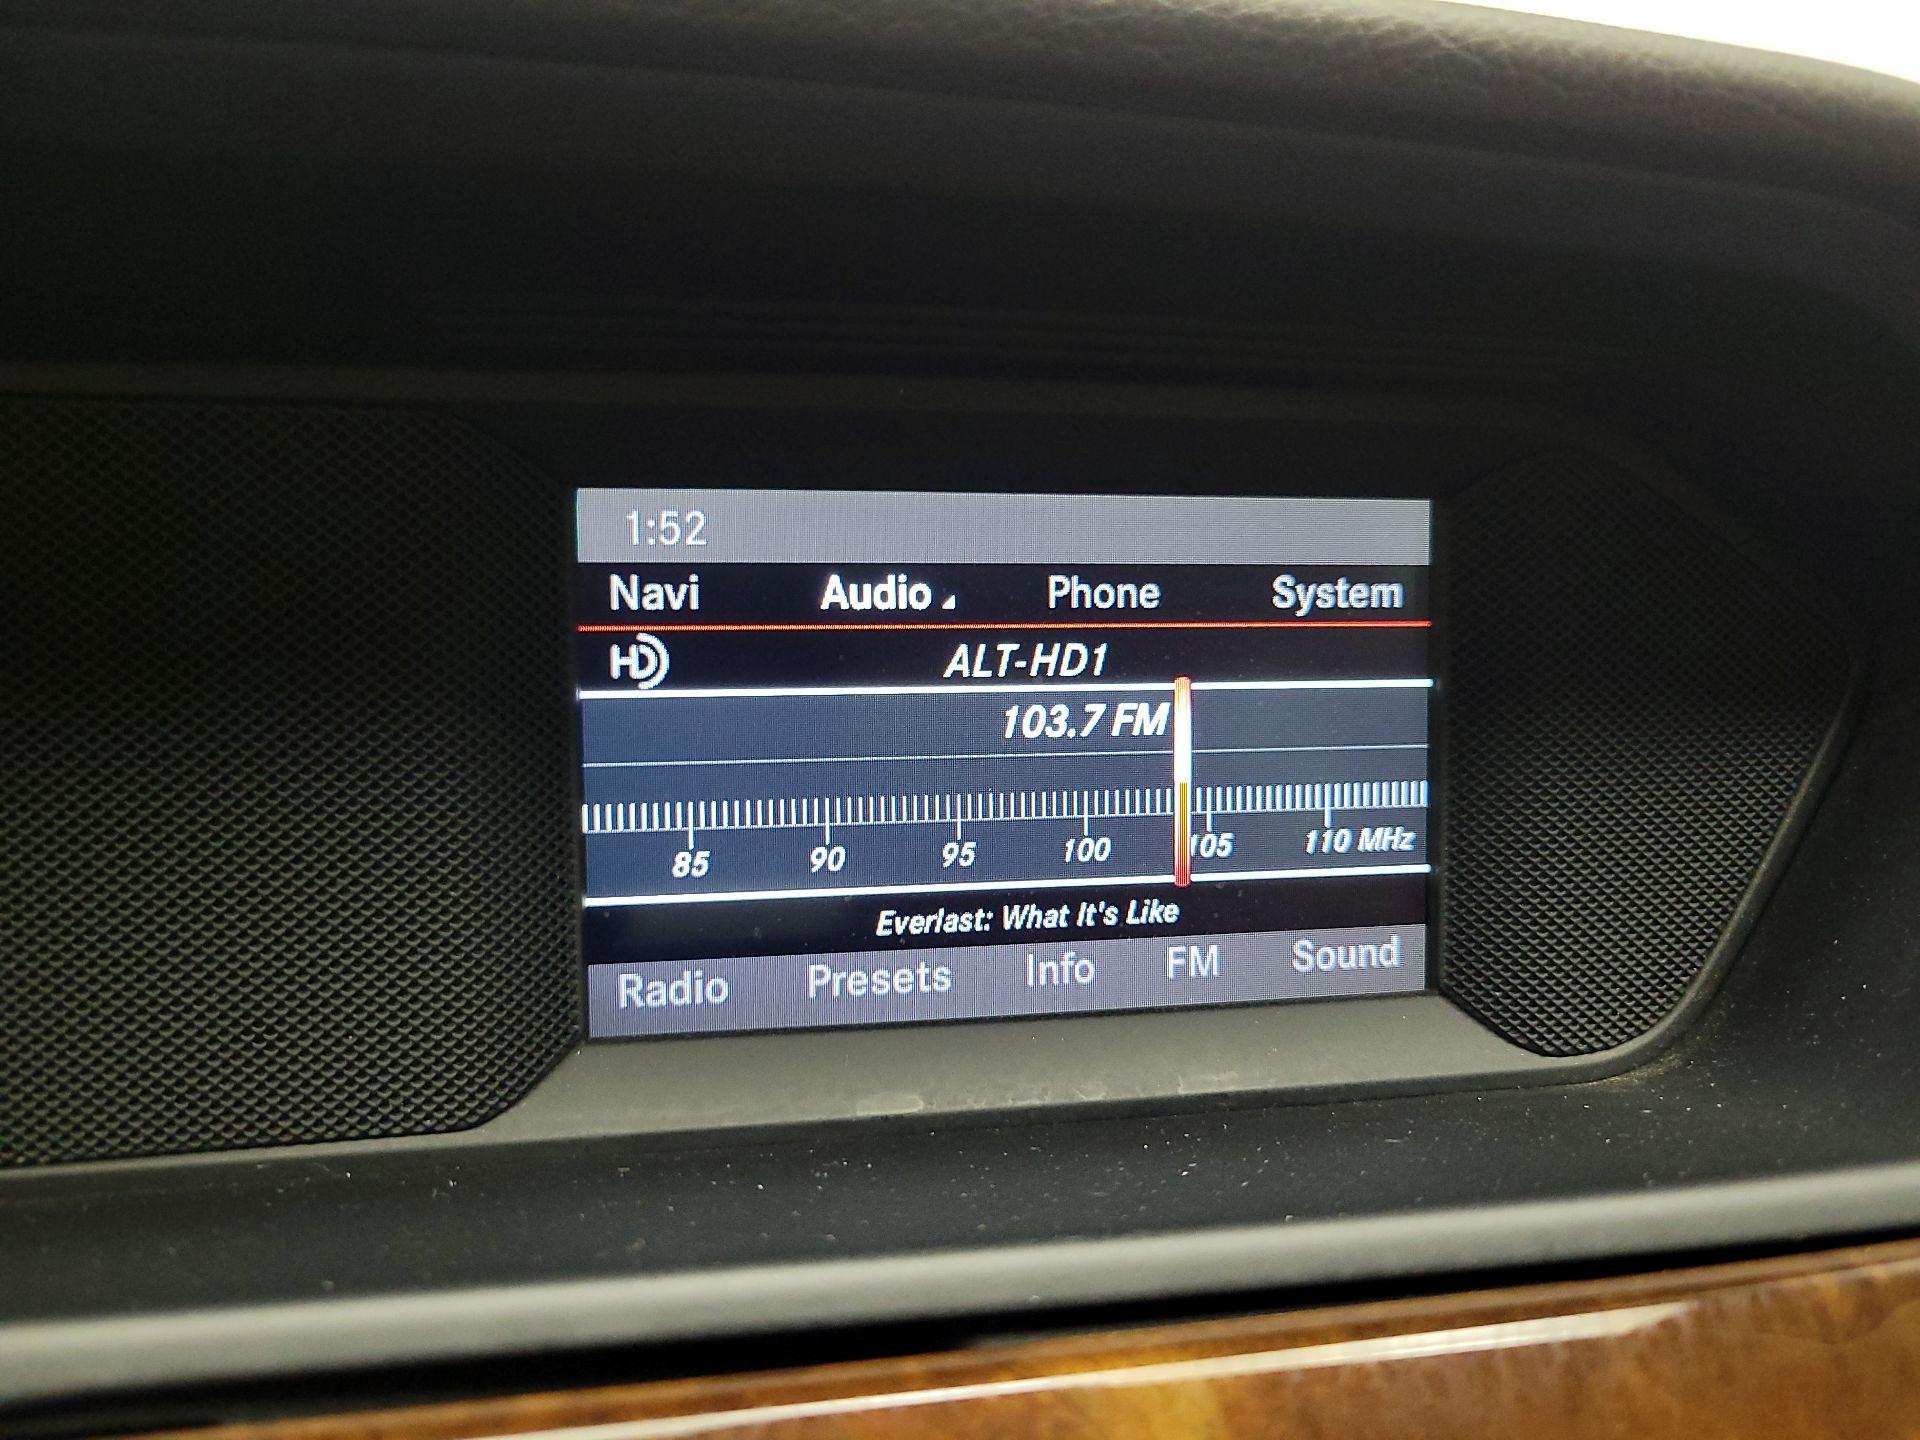 1:52
Navi Audio Phone System
HD ALT-HD1
103.7 FM
85 90 95 100 105 110 MHz
Everlast: What It's Like
Radio Presets Info FM Sound